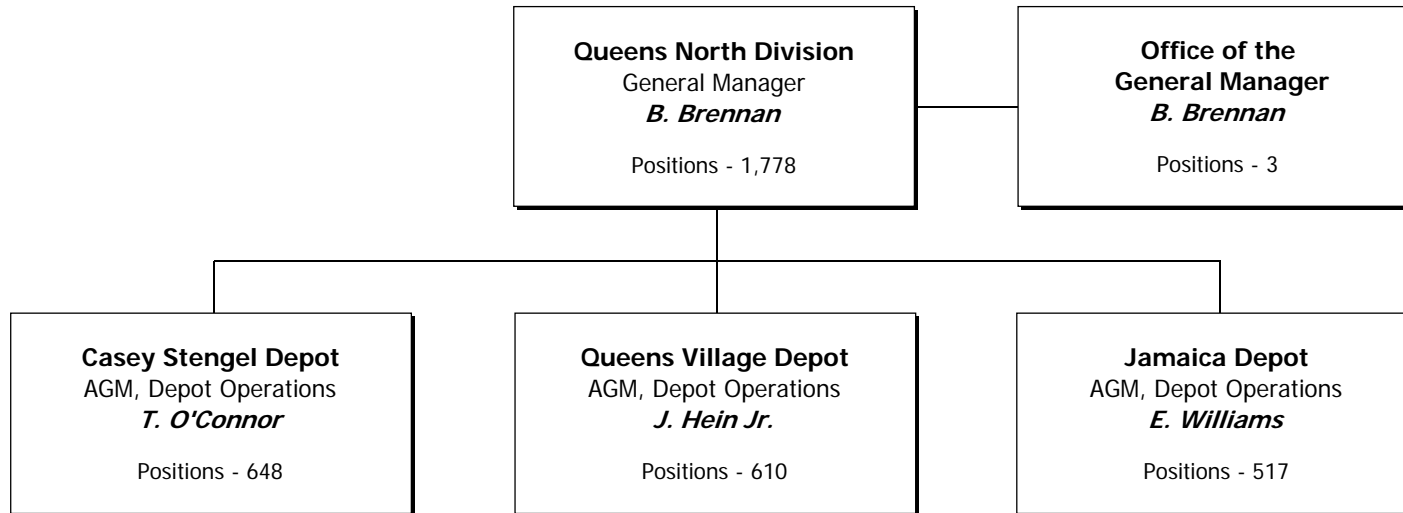 Queens North Division
General Manager
B. Brennan
Positions - 1,778
Office of the
General Manager
B. Brennan
Positions - 3
Casey Stengel Depot
AGM, Depot Operations
T. O'Connor
Positions - 648
Queens Village Depot
AGM, Depot Operations
J. Hein Jr.
Positions - 610
Jamaica Depot
AGM, Depot Operations
E. Williams
Positions - 517